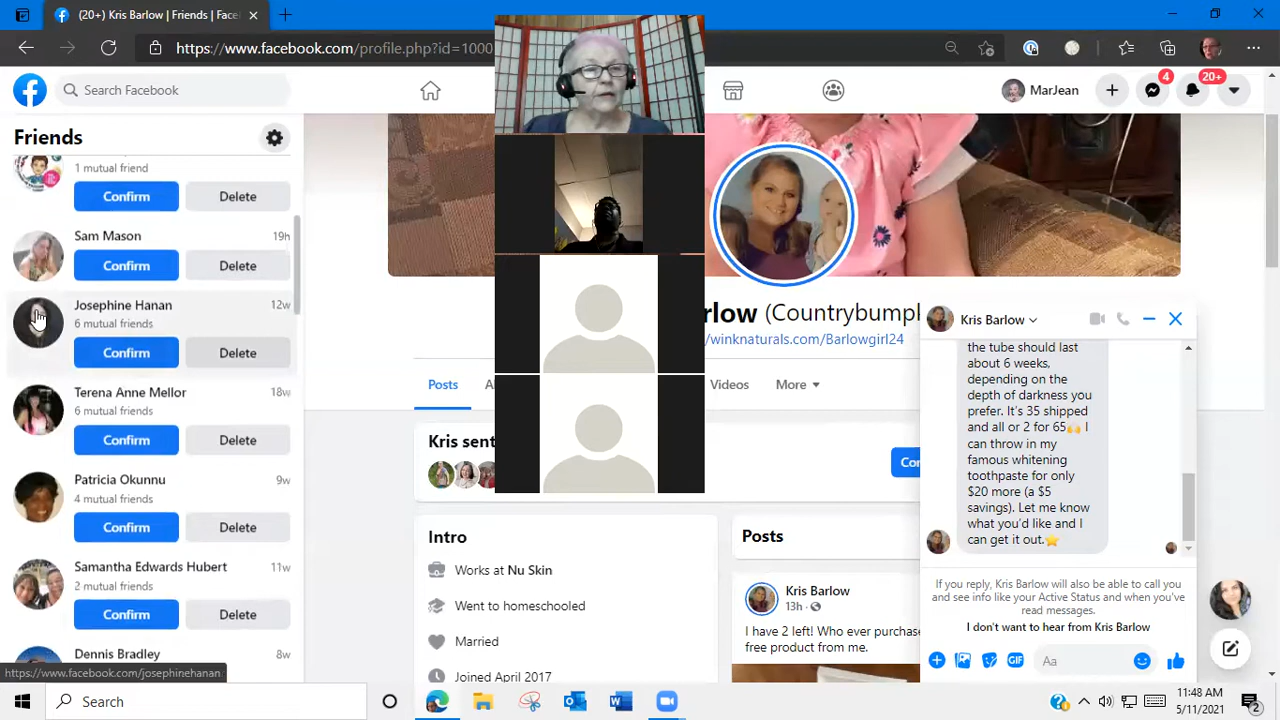 (20+) Barlow | Friends | Face
https://www.facebook.com/profile.php?id=1000
Search Facebook
MarJean
4
20+
Friends
1 mutual friend
Confirm
Delete
Sam Mason
19h
Confirm
Delete
Josephine Hanan
12w
6 mutual friends
Confirm
Delete
Terena Anne Mellor
18w
6 mutual friends
Confirm
Delete
Patricia Okunnu
9w
4 mutual friends
Confirm
Delete
Samantha Edwards Hubert
11w
2 mutual friends
Confirm
Delete
Dennis Bradley
8w
https://www.facebook.com/josephinehanan
rlow (Countrybumpk
/winknaturals.com/Barlowgirl24
Posts
Videos
More
Kris sent
Con
Intro
Works at Nu Skin
Went to homeschooled
Married
Joined April 2017
Posts
Kris Barlow
13h
I have 2 left! Who ever purchase
free product from me.
Kris Barlow
the tube should last
about 6 weeks,
depending on the
depth of darkness you
prefer. It's 35 shipped
and all or 2 for 65🙌 I
can throw in my
famous whitening
toothpaste for only
$20 more (a $5
savings). Let me know
what you'd like and I
can get it out.⭐
If you reply, Kris Barlow will also be able to call you
and see info like your Active Status and when you've
read messages.
I don't want to hear from Kris Barlow
GIF
Aa
Search
11:48 AM
5/11/2021
2